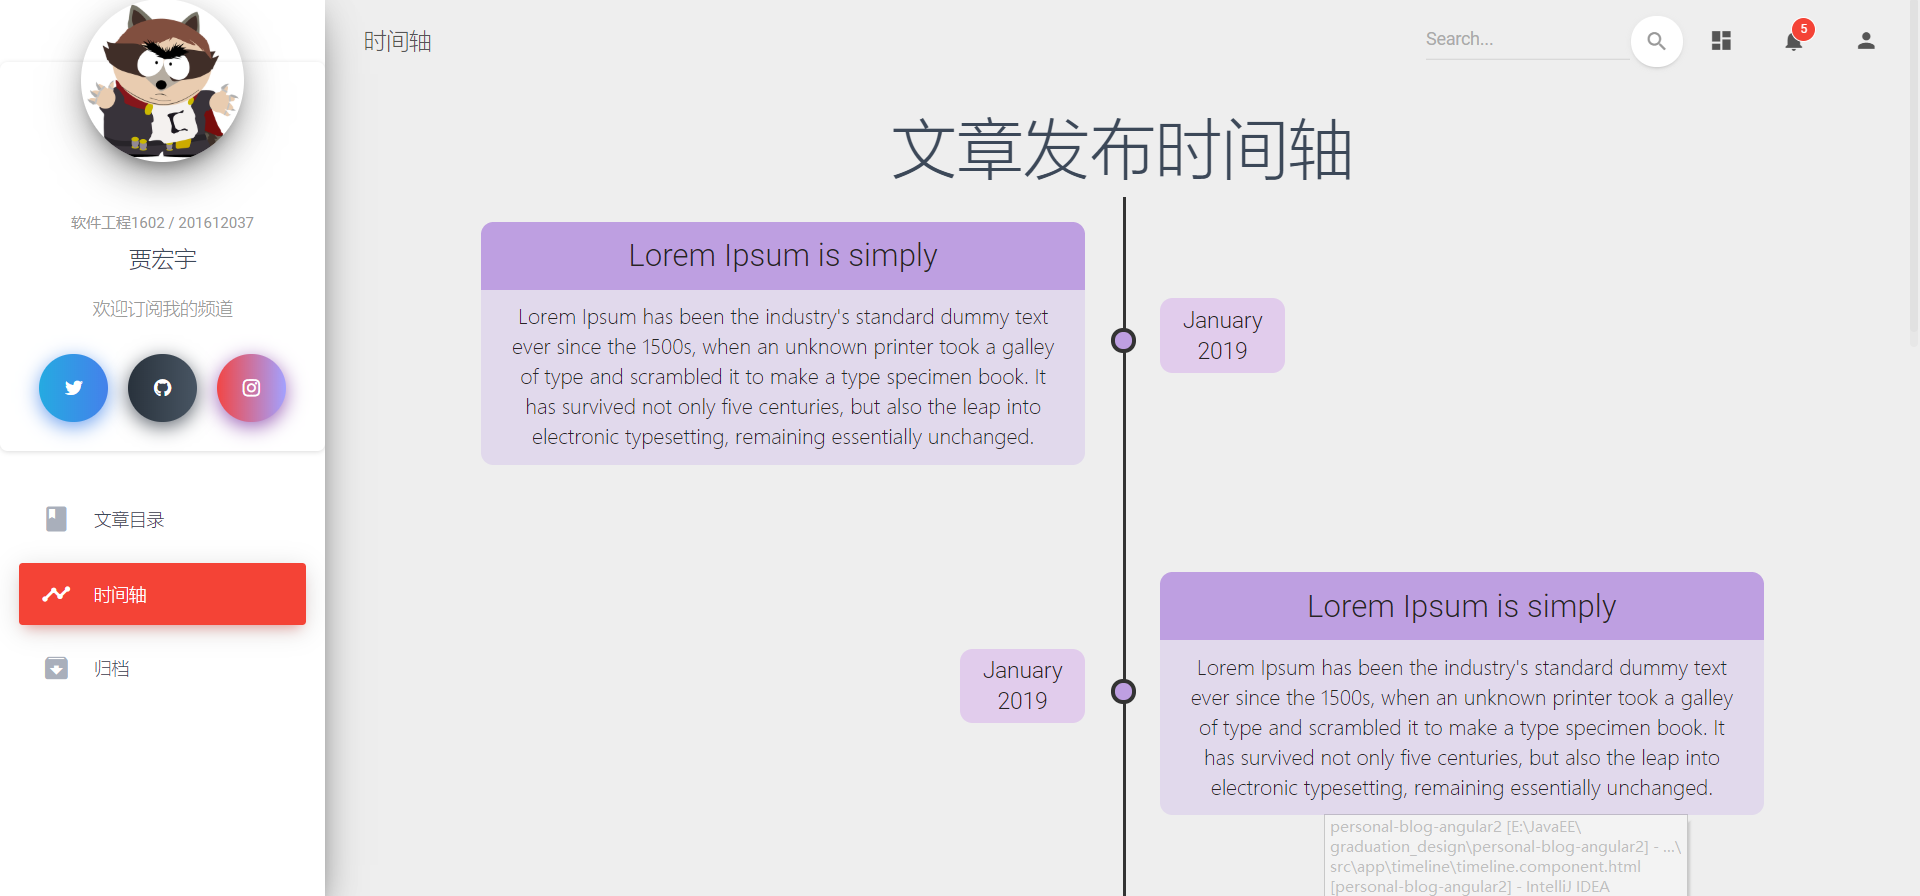 软件工程1602 / 201612037
贾宏宇
欢迎订阅我的频道
文章目录
时间轴
归档
时间轴
Search...
5
文章发布时间轴
Lorem Ipsum is simply
Lorem Ipsum has been the industry's standard dummy text
ever since the 1500s, when an unknown printer took a galley
of type and scrambled it to make a type specimen book. It
has survived not only five centuries, but also the leap into
electronic typesetting, remaining essentially unchanged.
January
2019
January
2019
Lorem Ipsum is simply
Lorem Ipsum has been the industry's standard dummy text
ever since the 1500s, when an unknown printer took a galley
of type and scrambled it to make a type specimen book. It
has survived not only five centuries, but also the leap into
electronic typesetting, remaining essentially unchanged.
personal-blog-angular2 [E:\JavaEE\
graduation_design\personal-blog-angular2] - ...\
src\app\timeline\timeline.component.html
[personal-blog-angular2] - IntelliJ IDEA